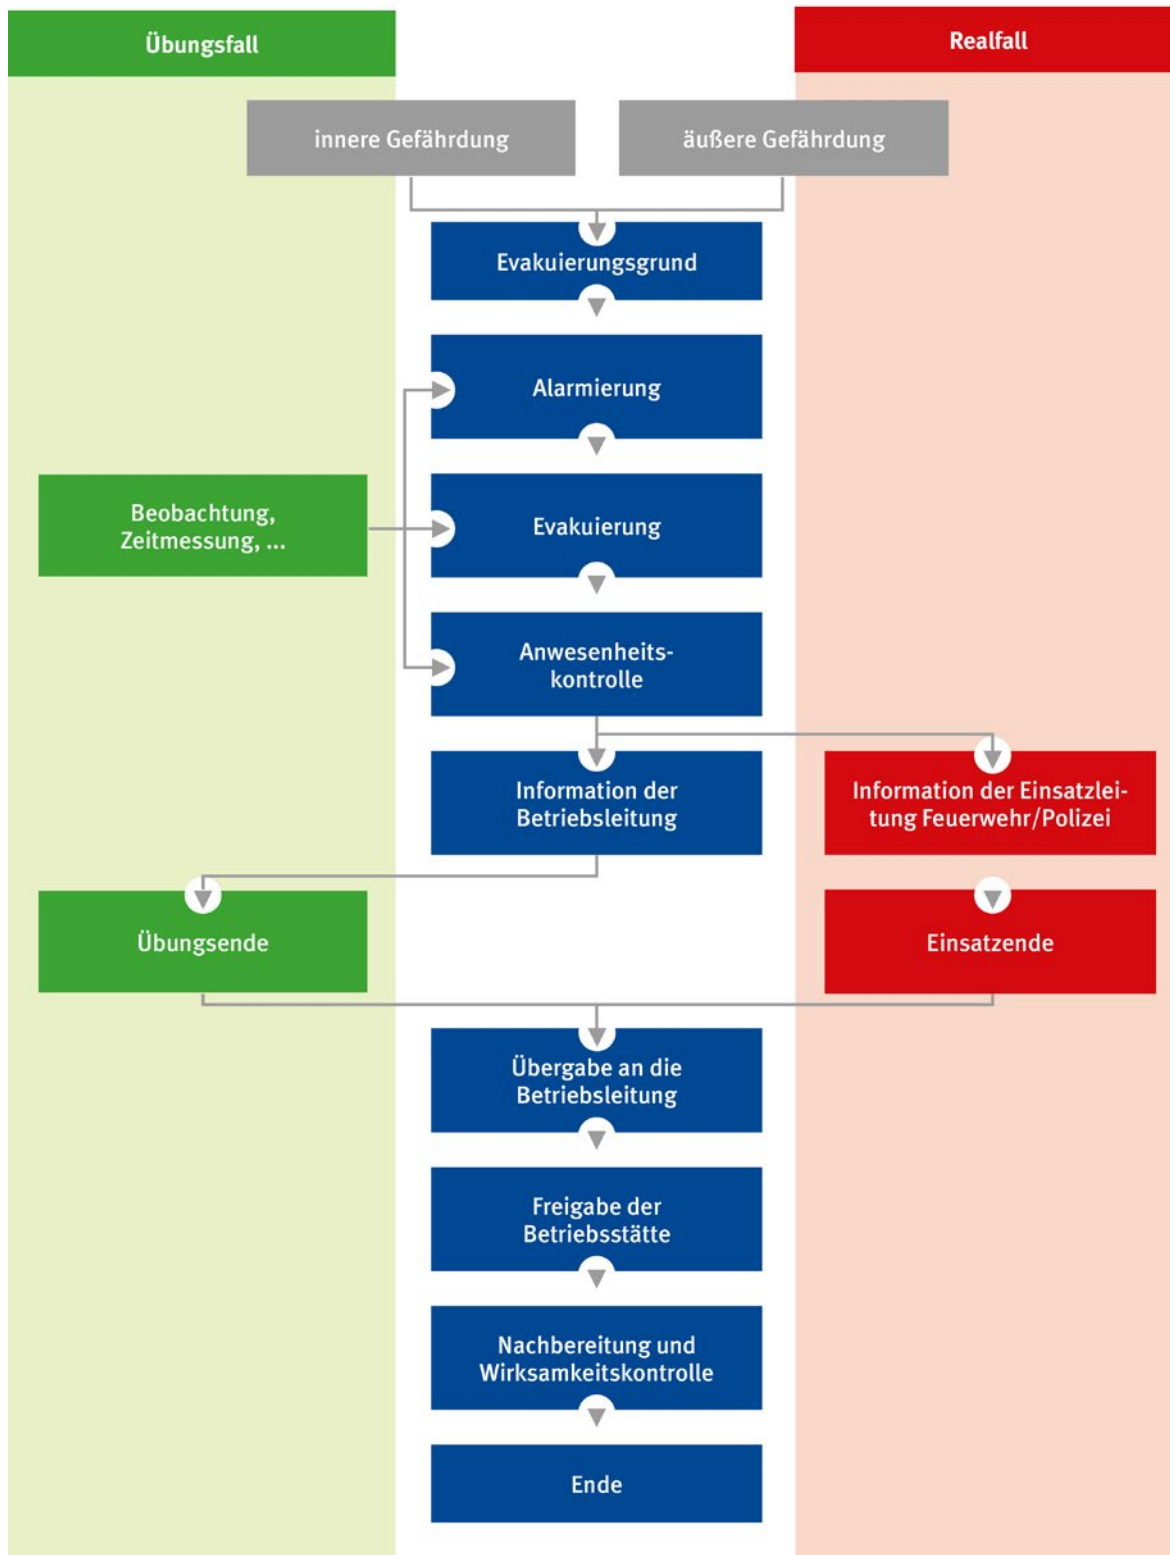 Übungsfall
Realfall
innere Gefährdung
äußere Gefährdung
Evakuierungsgrund
Alarmierung
Beobachtung,
Zeitmessung, ...
Evakuierung
Anwesenheits-
kontrolle
Information der
Betriebsleitung
Information der Einsatzlei-
tung Feuerwehr/Polizei
Übungsende
Einsatzende
Übergabe an die
Betriebsleitung
Freigabe der
Betriebsstätte
Nachbereitung und
Wirksamkeitskontrolle
Ende